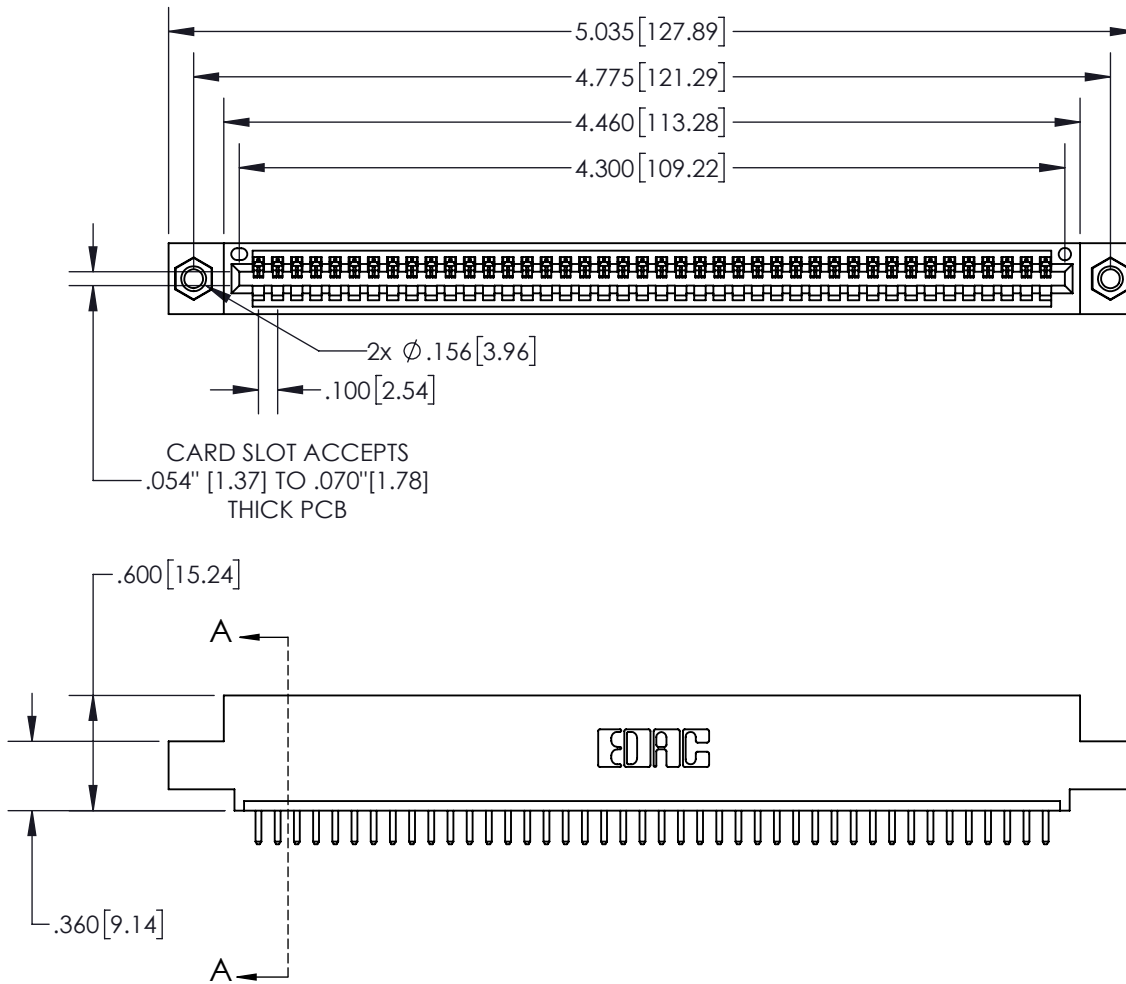 5.035[127.89]
4.775[121.29]
4.460[113.28]
4.300[109.22]
2x Ø .156[3.96]
.100[2.54]
CARD SLOT ACCEPTS
.054" [1.37] TO .070"[1.78]
THICK PCB
.600[15.24]
A
EDAC
.360[9.14]
A